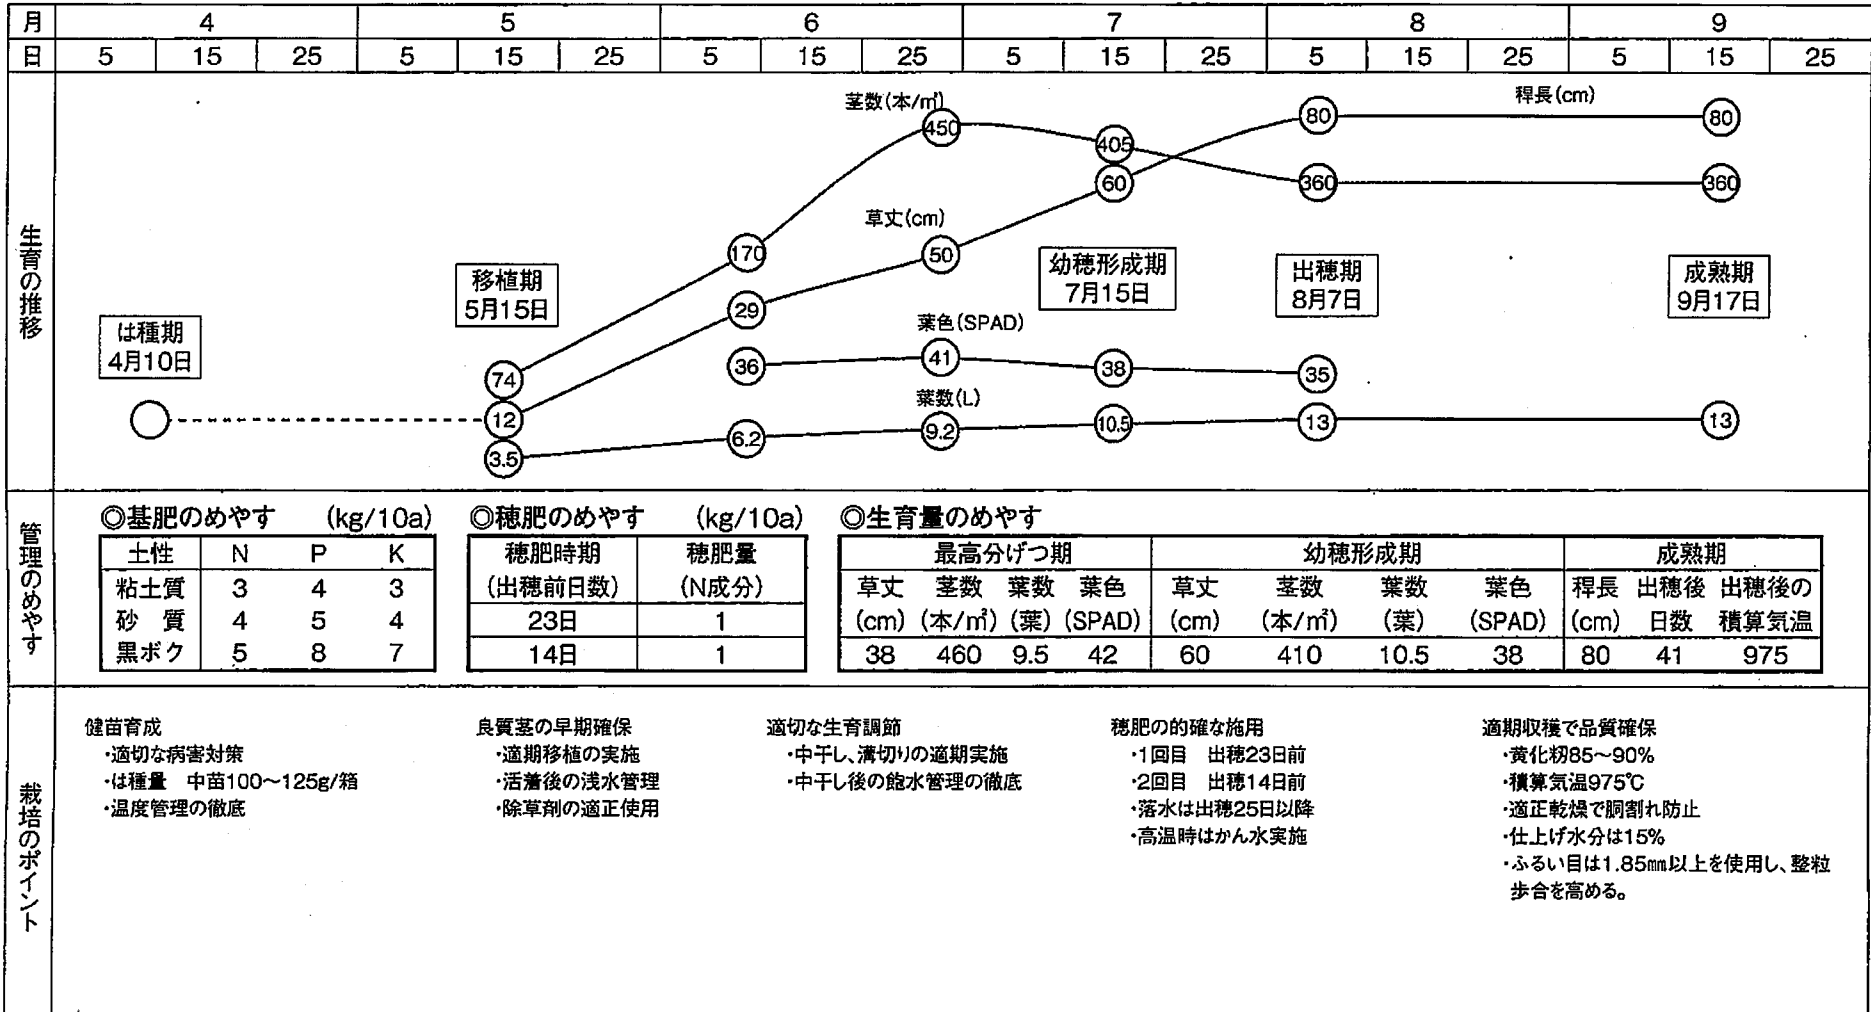 月 4 5 6 7 8 9
日 5 15 25 5 15 25 5 15 25 5 15 25 5 15 25 5 15 25
生育の推移
茎数(本/㎡)
稈長(cm)
450
80
80
405
60
360
360
草丈(cm)
170
50
移植期
5月15日
幼穂形成期
7月15日
出穂期
8月7日
成熟期
9月17日
29
は種期
4月10日
葉色(SPAD)
36
41
38
35
74
葉数(L)
12
3.5
6.2
9.2
10.5
13
13
管理のめやす
◎基肥のめやす (kg/10a)
土性 N P K
粘土質 3 4 3
砂 質 4 5 4
黒ボク 5 8 7
◎穂肥のめやす (kg/10a)
穂肥時期 穂肥量
(出穂前日数) (N成分)
23日 1
14日 1
◎生育量のめやす
最高分げつ期 幼穂形成期 成熟期
草丈 茎数 葉数 葉色 草丈 茎数 葉数 葉色 稈長 出穂後 出穂後の
(cm) (本/㎡) (葉) (SPAD) (cm) (本/㎡) (葉) (SPAD) (cm) 日数 積算気温
38 460 9.5 42 60 410 10.5 38 80 41 975
栽培のポイント
健苗育成
・適切な病害対策
・は種量 中苗100～125g/箱
・温度管理の徹底
良質茎の早期確保
・適期移植の実施
・活着後の浅水管理
・除草剤の適正使用
適切な生育調節
・中干し、溝切りの適期実施
・中干し後の飽水管理の徹底
穂肥の的確な施用
・1回目 出穂23日前
・2回目 出穂14日前
・落水は出穂25日以降
・高温時はかん水実施
適期収穫で品質確保
・黄化籾85～90%
・積算気温975℃
・適正乾燥で胴割れ防止
・仕上げ水分は15%
・ふるい目は1.85㎜以上を使用し、整粒
歩合を高める。